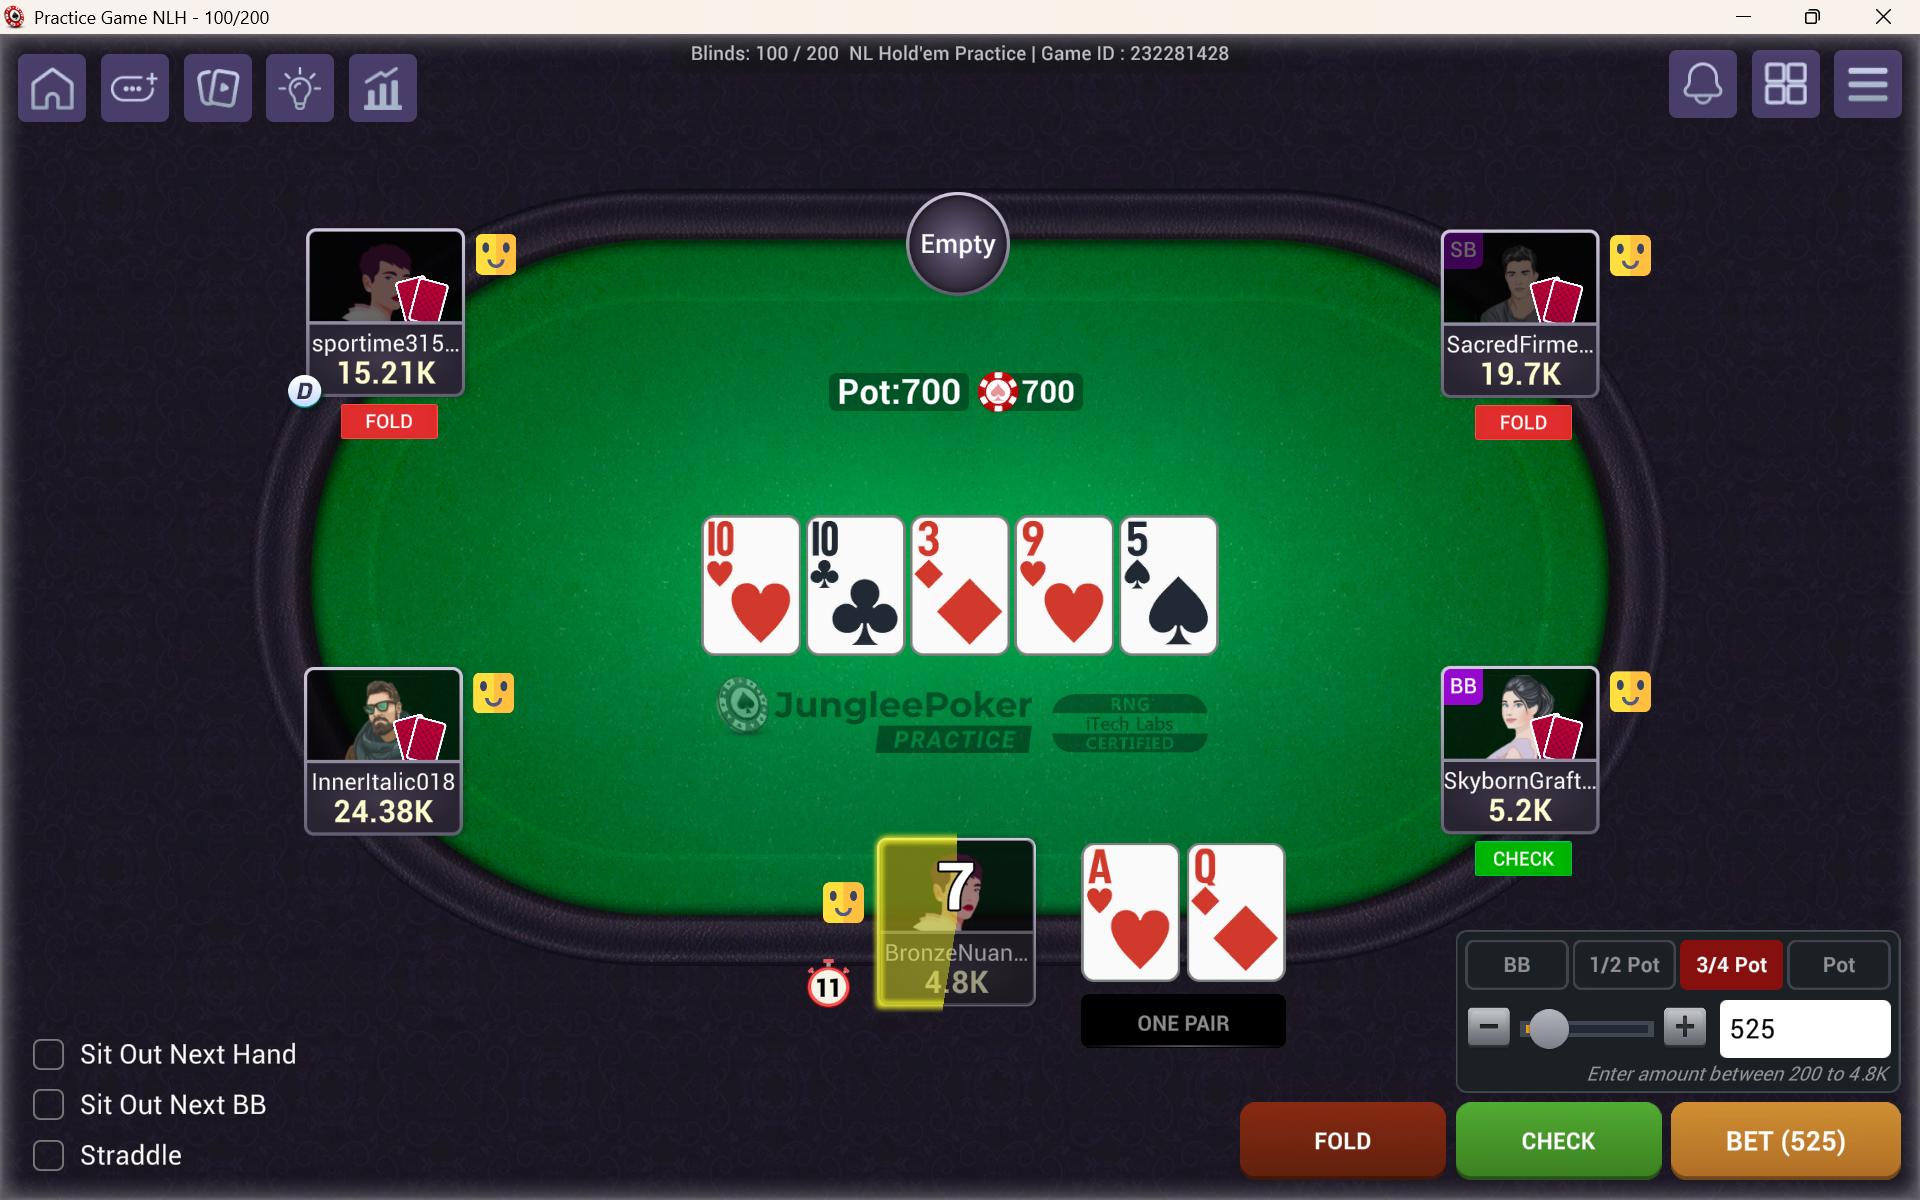 Practice Game NLH - 100/200
Blinds: 100 / 200 NL Hold'em Practice | Game ID : 232281428
Empty
SB
sportime315...
15.21K
D
FOLD
SacredFirme...
19.7K
FOLD
Pot:700 700
10 10 3 9 5
JungleePoker
PRACTICE
RNG
iTech Labs
CERTIFIED
InnerItalic018
24.38K
BB
SkybornGraft...
5.2K
CHECK
7
BronzeNuan...
4.8K
11
A Q
ONE PAIR
BB 1/2 Pot 3/4 Pot Pot
525
Enter amount between 200 to 4.8K
Sit Out Next Hand
Sit Out Next BB
Straddle
FOLD CHECK BET (525)